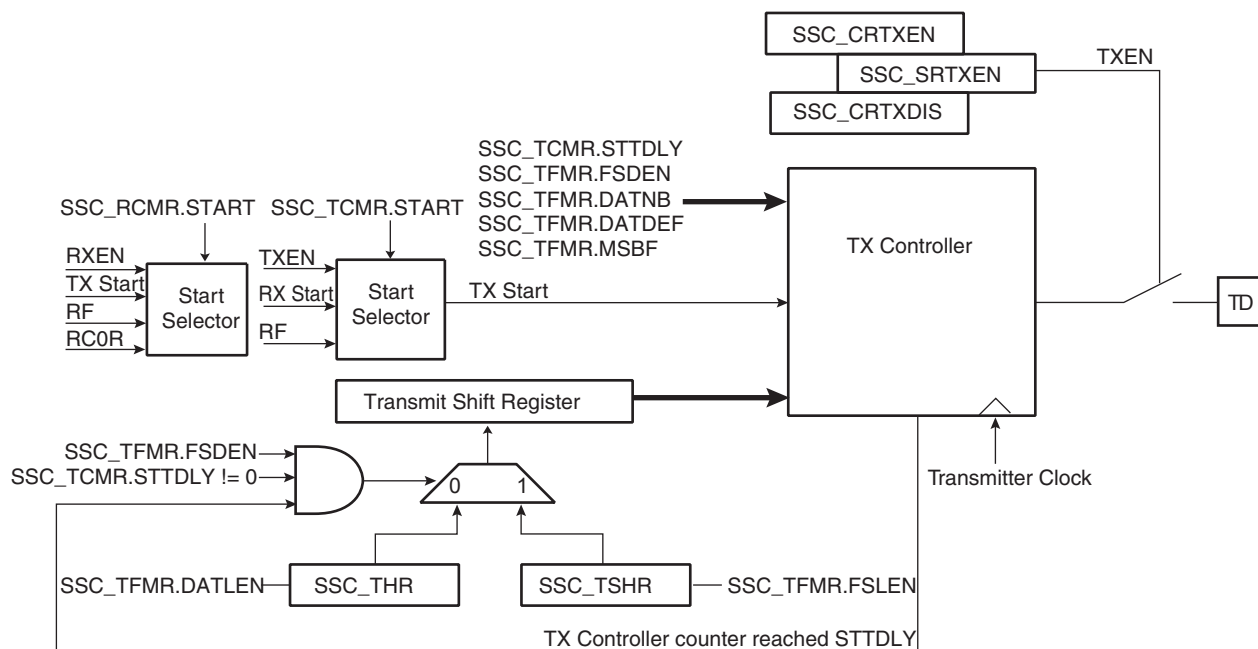 SSC_CRTXEN
SSC_SRTXEN
SSC_CRTXDIS
TXEN
SSC_TCMR.STTDLY
SSC_TFMR.FSDEN
SSC_TFMR.DATNB
SSC_TFMR.DATDEF
SSC_TFMR.MSBF
SSC_RCMR.START
SSC_TCMR.START
RXEN
TX Start
RF
RC0R
Start
Selector
TXEN
RX Start
RF
Start
Selector
TX Start
TX Controller
TD
Transmit Shift Register
SSC_TFMR.FSDEN
SSC_TCMR.STTDLY != 0
0
1
Transmitter Clock
SSC_TFMR.DATLEN
SSC_THR
SSC_TSHR
SSC_TFMR.FSLEN
TX Controller counter reached STTDLY